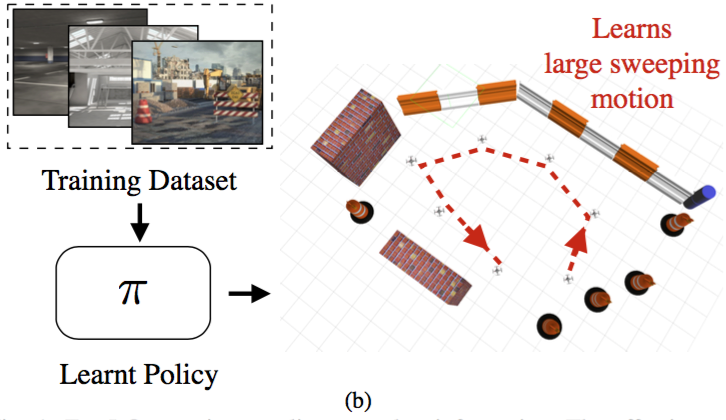 Learns
large sweeping
motion
Training Dataset
π
Learnt Policy
(b)